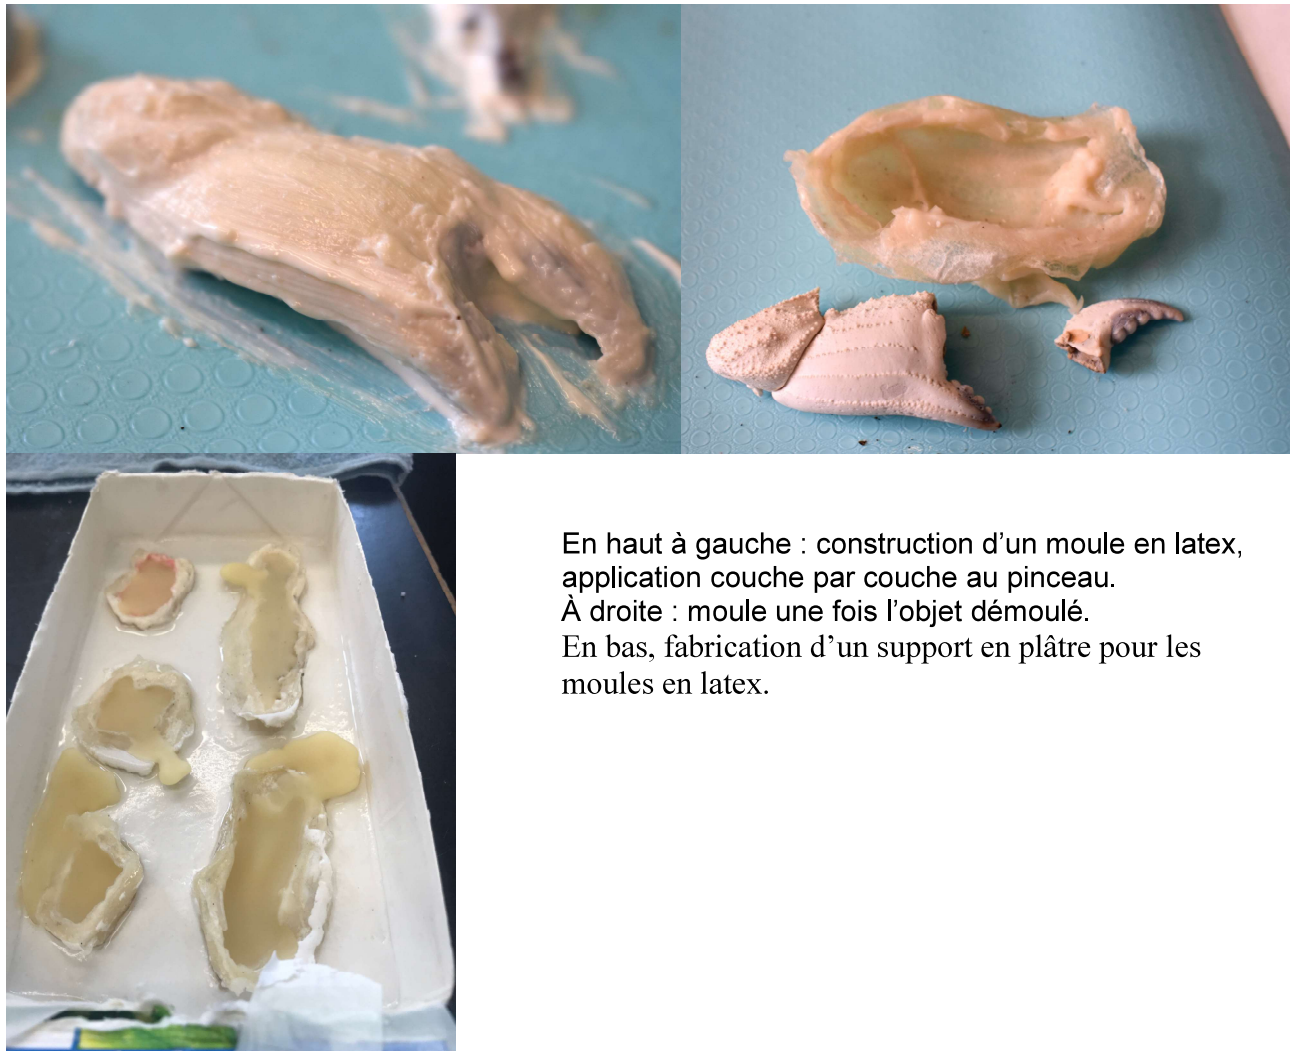 En haut à gauche : construction d’un moule en latex,
application couche par couche au pinceau.
À droite : moule une fois l’objet démoulé.
En bas, fabrication d’un support en plâtre pour les
moules en latex.